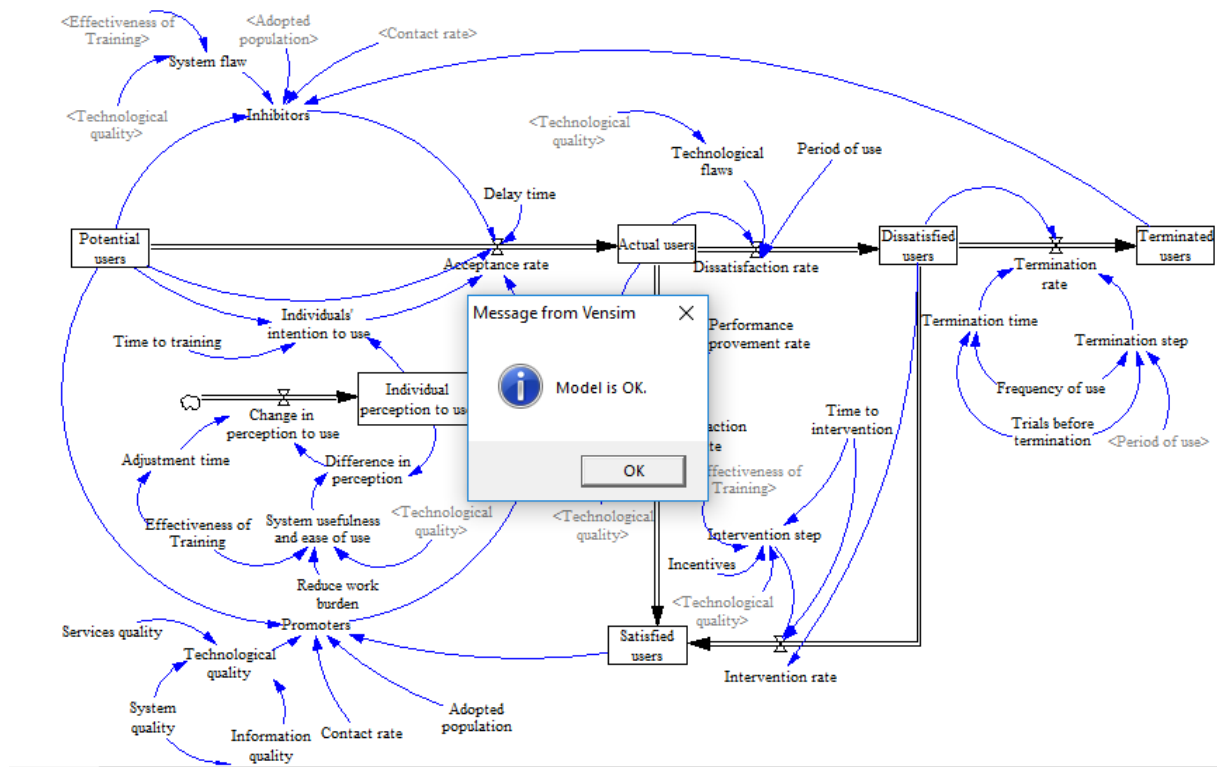 <Effectiveness of
Training>
<Adopted
population>
<Contact rate>
System flaw
<Technological
quality>
Inhibitors
<Technological
quality>
Technological
flaws
Period of use
Delay time
Potential
users
Actual users
Dissatisfied
users
Terminated
users
Acceptance rate
Dissatisfaction rate
Termination
rate
Individuals'
intention to use
Time to training
Message from Vensim
Model is OK.
OK
Performance
provement rate
Termination time
Termination step
Individual
perception to use
Change in
perception to use
Frequency of use
Time to
intervention
Trials before
termination
<Period of use>
action
te
Adjustment time
Difference in
perception
ffectiveness of
Training>
Effectiveness of
Training
System usefulness
and ease of use
<Technological
quality>
<Technological
quality>
Intervention step
Incentives
Reduce work
burden
<Technological
quality>
Services quality
Promoters
Satisfied
users
Technological
quality
Intervention rate
System
quality
Information
quality
Contact rate
Adopted
population